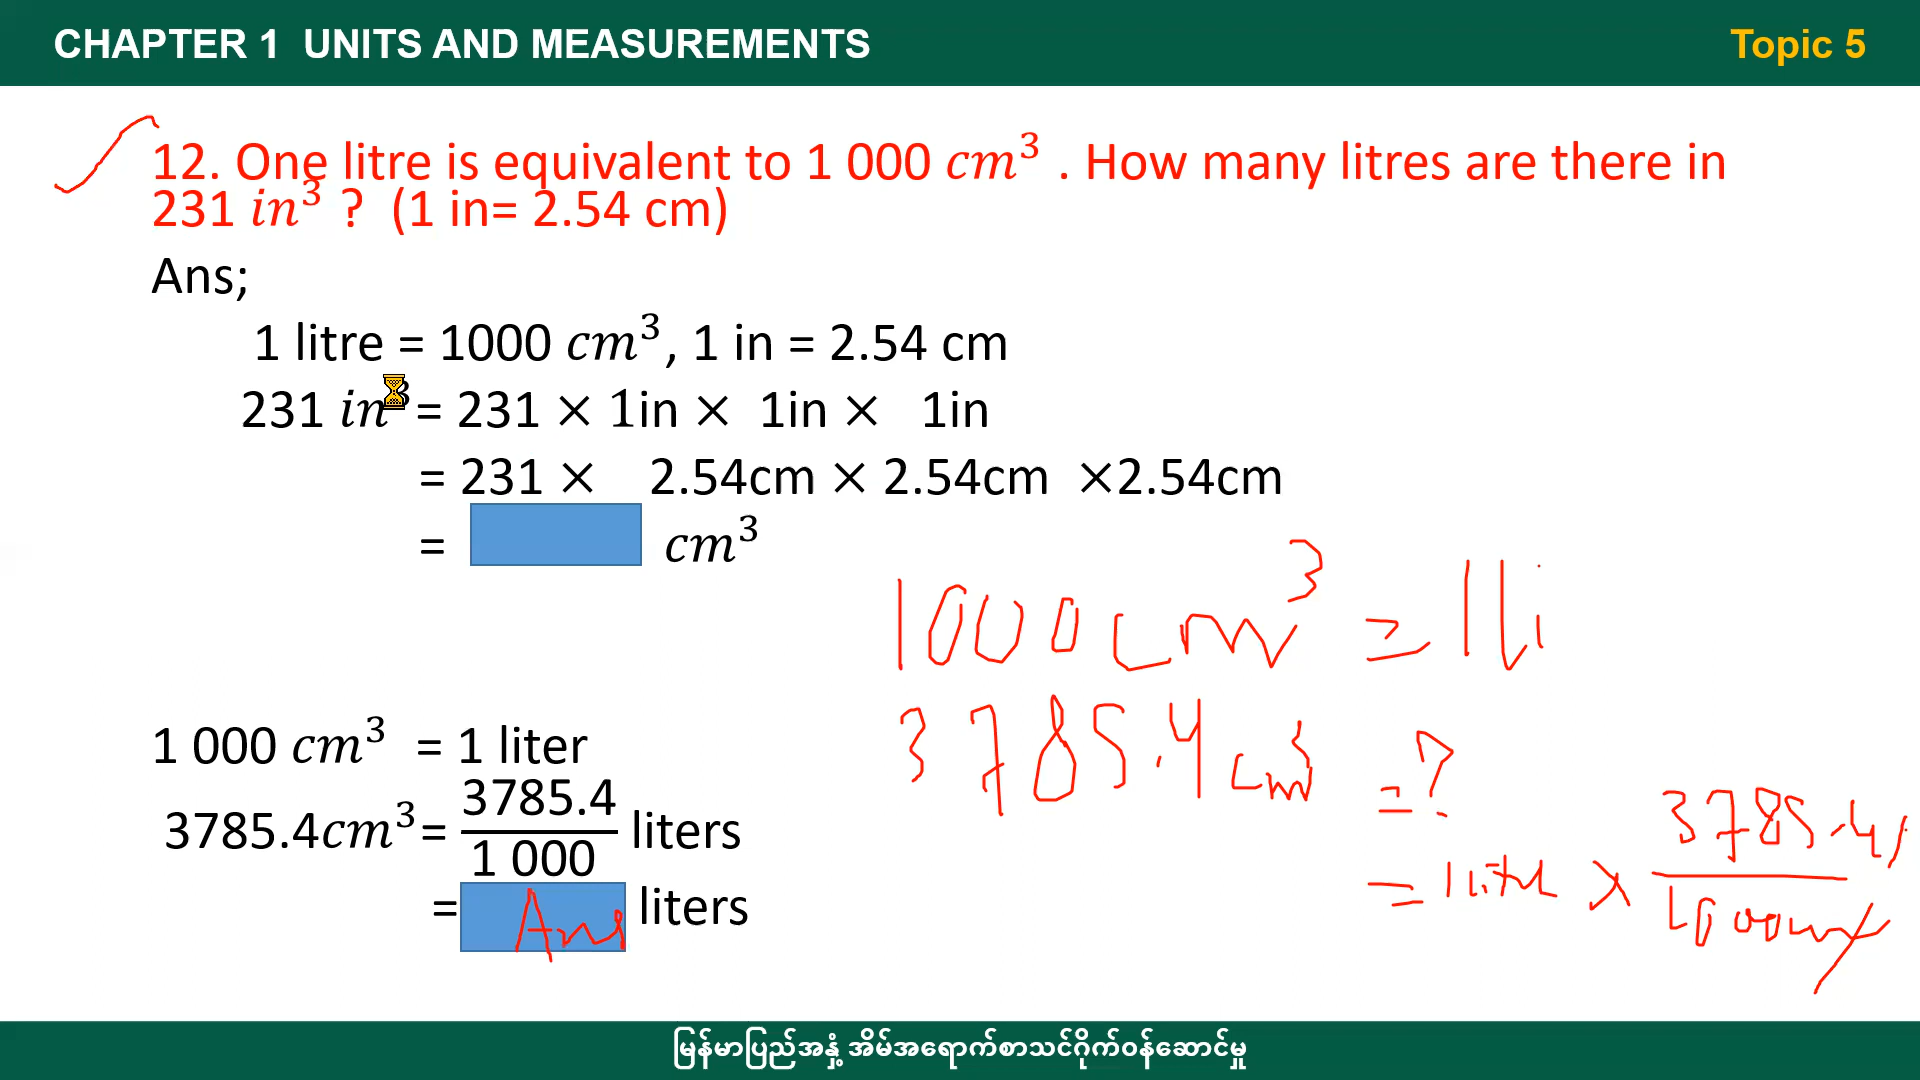 CHAPTER 1 UNITS AND MEASUREMENTS
Topic 5
12. One litre is equivalent to 1 000 cm³ . How many litres are there in
231 in³ ? (1 in= 2.54 cm)
Ans;
1 litre = 1000 cm³, 1 in = 2.54 cm
231 in³ = 231 × 1in × 1in × 1in
= 231 × 2.54cm × 2.54cm ×2.54cm
= cm³
1000cm³ = 1 li
3785.4 cm³ = ?
= 1 litre × 3785.4 / 1000 cm³
1 000 cm³ = 1 liter
3785.4cm³ = 3785.4 / 1 000 liters
= Ans liters
မြန်မာပြည်အနှံ့ အိမ်အရောက်စာသင်ဂိုက်ဝန်ဆောင်မှု